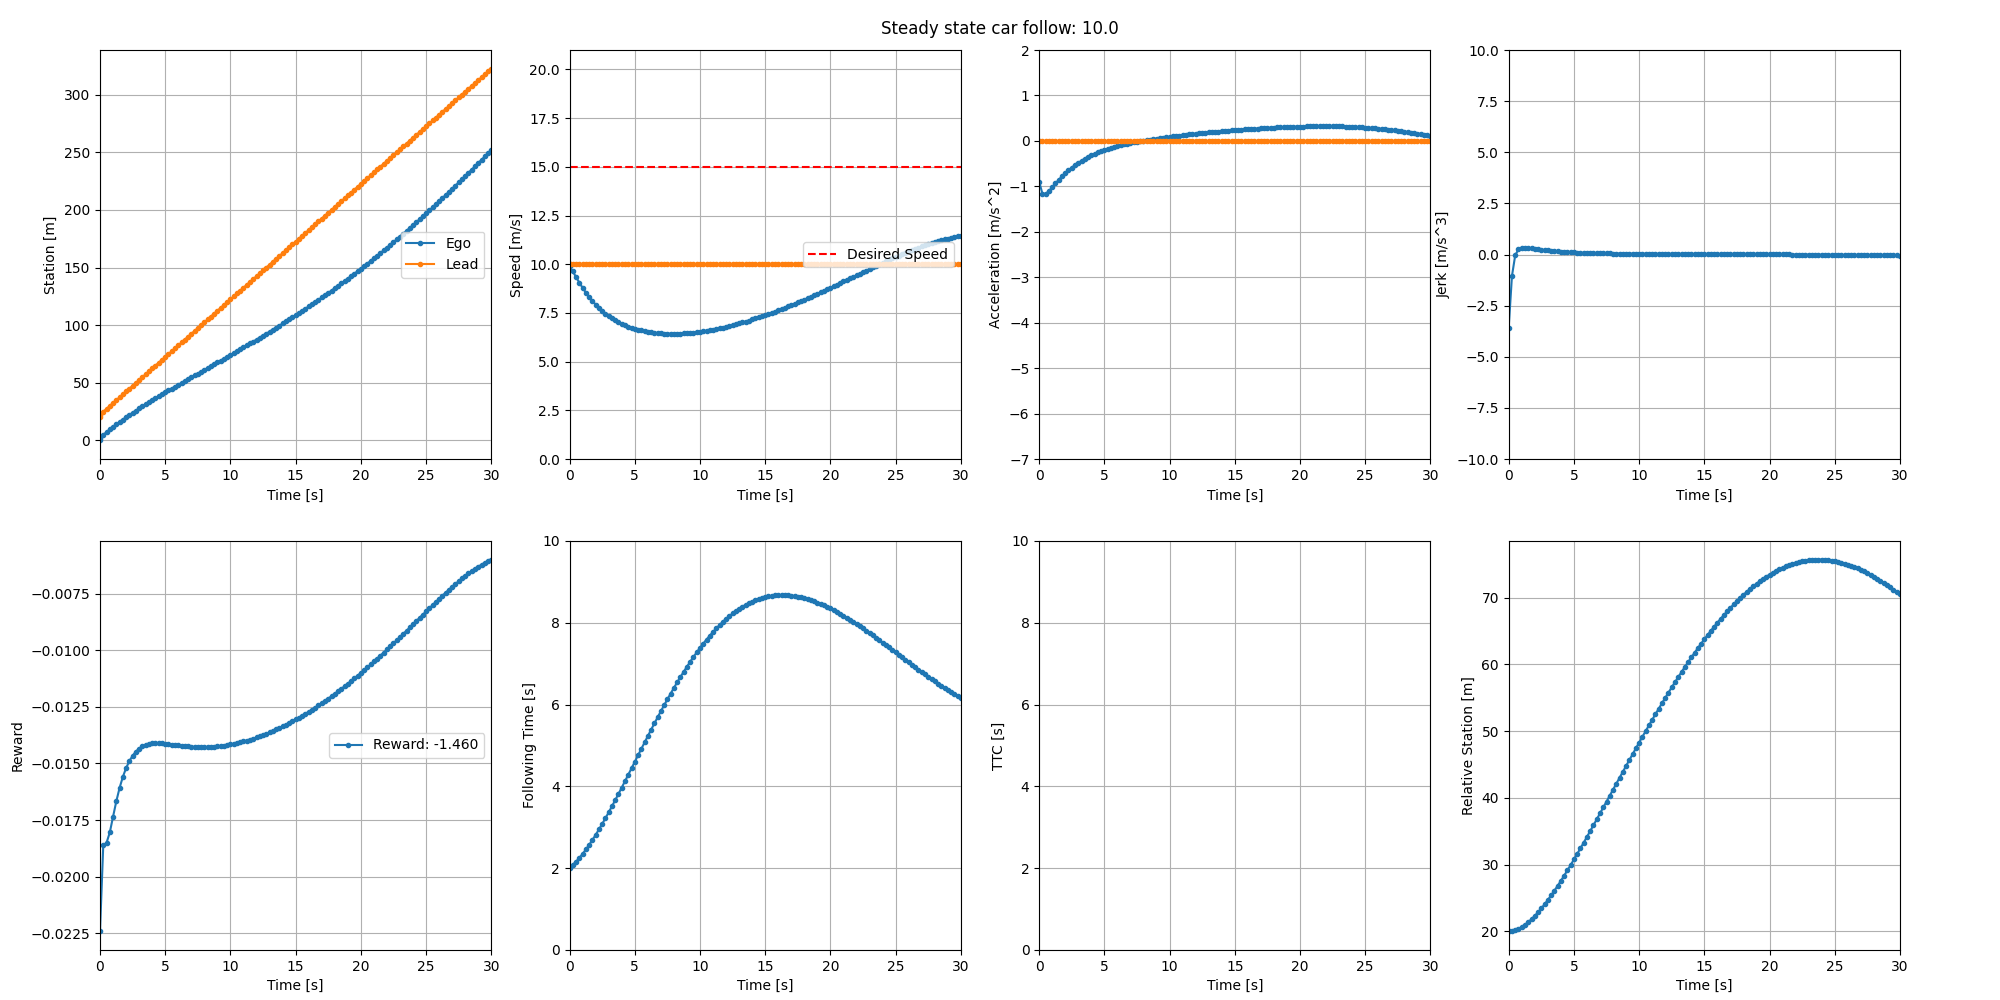 Steady state car follow: 10.0
Station [m]
300
250
200
150
100
50
0
Ego
Lead
0 5 10 15 20 25 30
Time [s]
Speed [m/s]
20.0
17.5
15.0
12.5
10.0
7.5
5.0
2.5
0.0
Desired Speed
0 5 10 15 20 25 30
Time [s]
Acceleration [m/s^2]
2
1
0
−1
−2
−3
−4
−5
−6
−7
0 5 10 15 20 25 30
Time [s]
Jerk [m/s^3]
10.0
7.5
5.0
2.5
0.0
−2.5
−5.0
−7.5
−10.0
0 5 10 15 20 25 30
Time [s]
Reward
−0.0075
−0.0100
−0.0125
−0.0150
−0.0175
−0.0200
−0.0225
Reward: -1.460
0 5 10 15 20 25 30
Time [s]
Following Time [s]
10
8
6
4
2
0
0 5 10 15 20 25 30
Time [s]
TTC [s]
10
8
6
4
2
0
0 5 10 15 20 25 30
Time [s]
Relative Station [m]
70
60
50
40
30
20
0 5 10 15 20 25 30
Time [s]